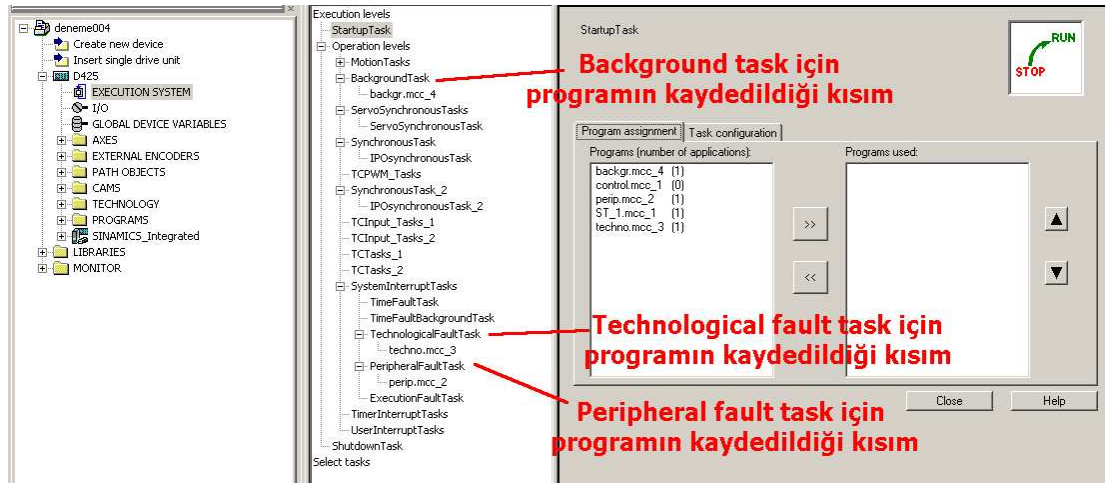 deneme004
Create new device
Insert single drive unit
D425
EXECUTION SYSTEM
I/O
GLOBAL DEVICE VARIABLES
AXES
EXTERNAL ENCODERS
PATH OBJECTS
CAMS
TECHNOLOGY
PROGRAMS
SINAMICS_Integrated
LIBRARIES
MONITOR
Execution levels
StartupTask
Operation levels
MotionTasks
BackgroundTask
backgr.mcc_4
ServoSynchronousTasks
ServoSynchronousTask
SynchronousTask
IPOsynchronousTask
TCPWM_Tasks
SynchronousTask_2
IPOsynchronousTask_2
TCInput_Tasks_1
TCInput_Tasks_2
TCTasks_1
TCTasks_2
SystemInterruptTasks
TimeFaultTask
TimeFaultBackgroundTask
TechnologicalFaultTask
techno.mcc_3
PeripheralFaultTask
perip.mcc_2
ExecutionFaultTask
TimerInterruptTasks
UserInterruptTasks
ShutdownTask
Select tasks
StartupTask
RUN
STOP
Background task için
programın kaydedildiği kısım
Program assignment
Task configuration
Programs (number of applications):
Programs used:
backgr.mcc_4 (1)
control.mcc_1 (0)
perip.mcc_2 (1)
ST_1.mcc_1 (1)
techno.mcc_3 (1)
>>
<<
Technological fault task için
programın kaydedildiği kısım
Close
Help
Peripheral fault task için
programın kaydedildiği kısım